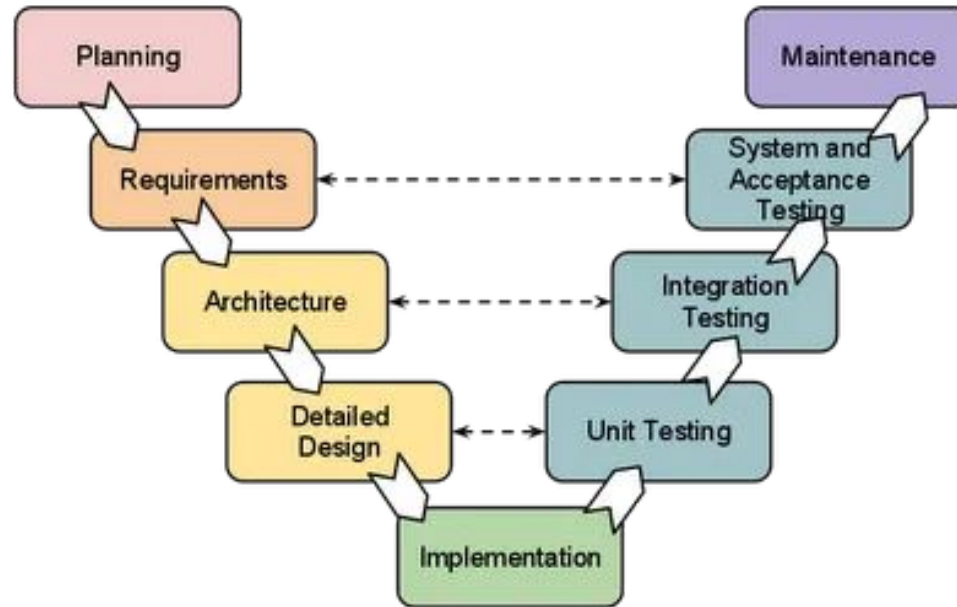 Planning
Maintenance
Requirements
System and
Acceptance
Testing
Architecture
Integration
Testing
Detailed
Design
Unit Testing
Implementation